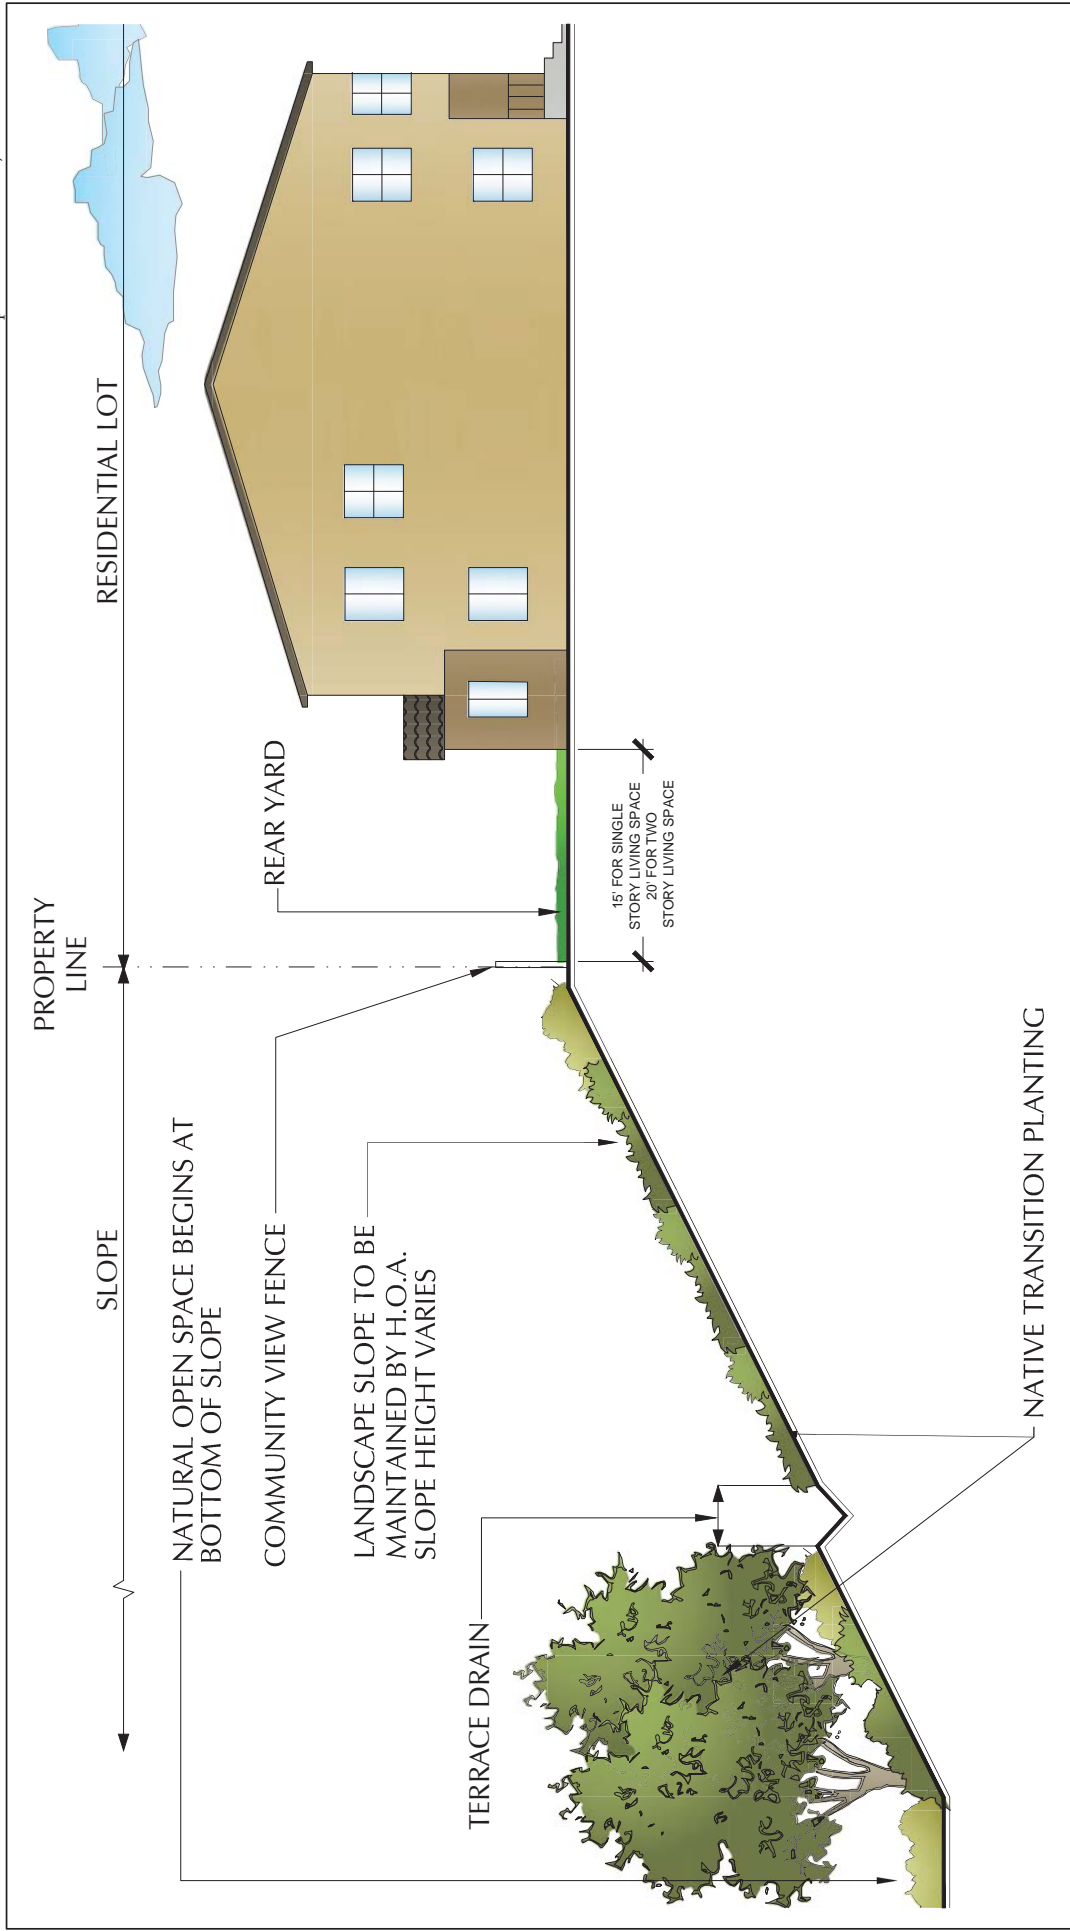 PROPERTY
LINE
SLOPE
RESIDENTIAL LOT
NATURAL OPEN SPACE BEGINS AT
BOTTOM OF SLOPE
COMMUNITY VIEW FENCE
REAR YARD
LANDSCAPE SLOPE TO BE
MAINTAINED BY H.O.A.
SLOPE HEIGHT VARIES
TERRACE DRAIN
15' FOR SINGLE
STORY LIVING SPACE
20' FOR TWO
STORY LIVING SPACE
NATIVE TRANSITION PLANTING